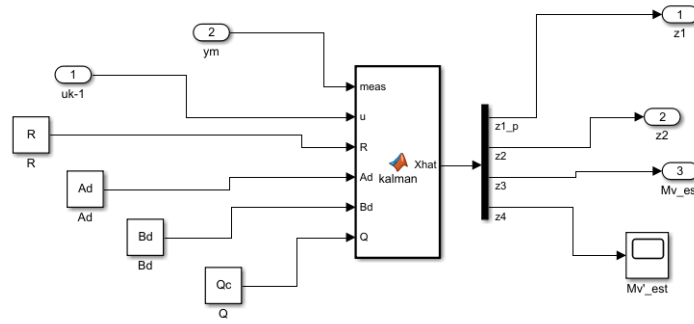 2
ym
1
uk-1
R
R
Ad
Ad
Bd
Bd
Qc
Q
meas
u
R
Ad
Bd
Q
Xhat
kalman
z1_p
z2
z3
z4
1
z1
2
z2
3
Mv_est
Mv'_est